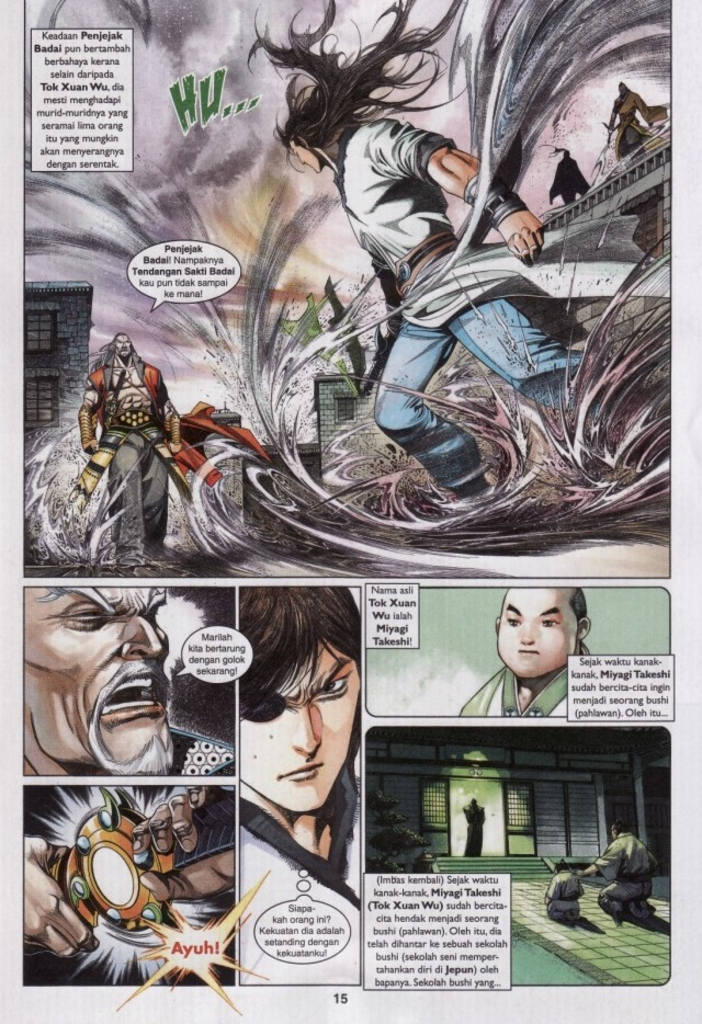 Keadaan Penjejak
Badai pun bertambah
berbahaya kerana
selain daripada
Tok Xuan Wu, dia
mesti menghadapi
murid-muridnya yang
seramai lima orang
itu yang mungkin
akan menyerangnya
dengan serentak.
HU...
Penjejak
Badai! Nampaknya
Tendangan Sakti Badai
kau pun tidak sampai
ke mana!
Marilah
kita bertarung
dengan golok
sekarang!
Ayuh!
Siapa-
kah orang ini?
Kekuatan dia adalah
setanding dengan
kekuatanku!
Nama asli
Tok Xuan
Wu ialah
Miyagi
Takeshi!
Sejak waktu kanak-
kanak, Miyagi Takeshi
sudah bercita-cita ingin
menjadi seorang bushi
(pahlawan). Oleh itu...
(Imbas kembali) Sejak waktu
kanak-kanak, Miyagi Takeshi
(Tok Xuan Wu) sudah bercita-
cita hendak menjadi seorang
bushi (pahlawan). Oleh itu, dia
telah dihantar ke sebuah sekolah
bushi (sekolah seni memper-
tahankan diri di Jepun) oleh
bapanya. Sekolah bushi yang...
15